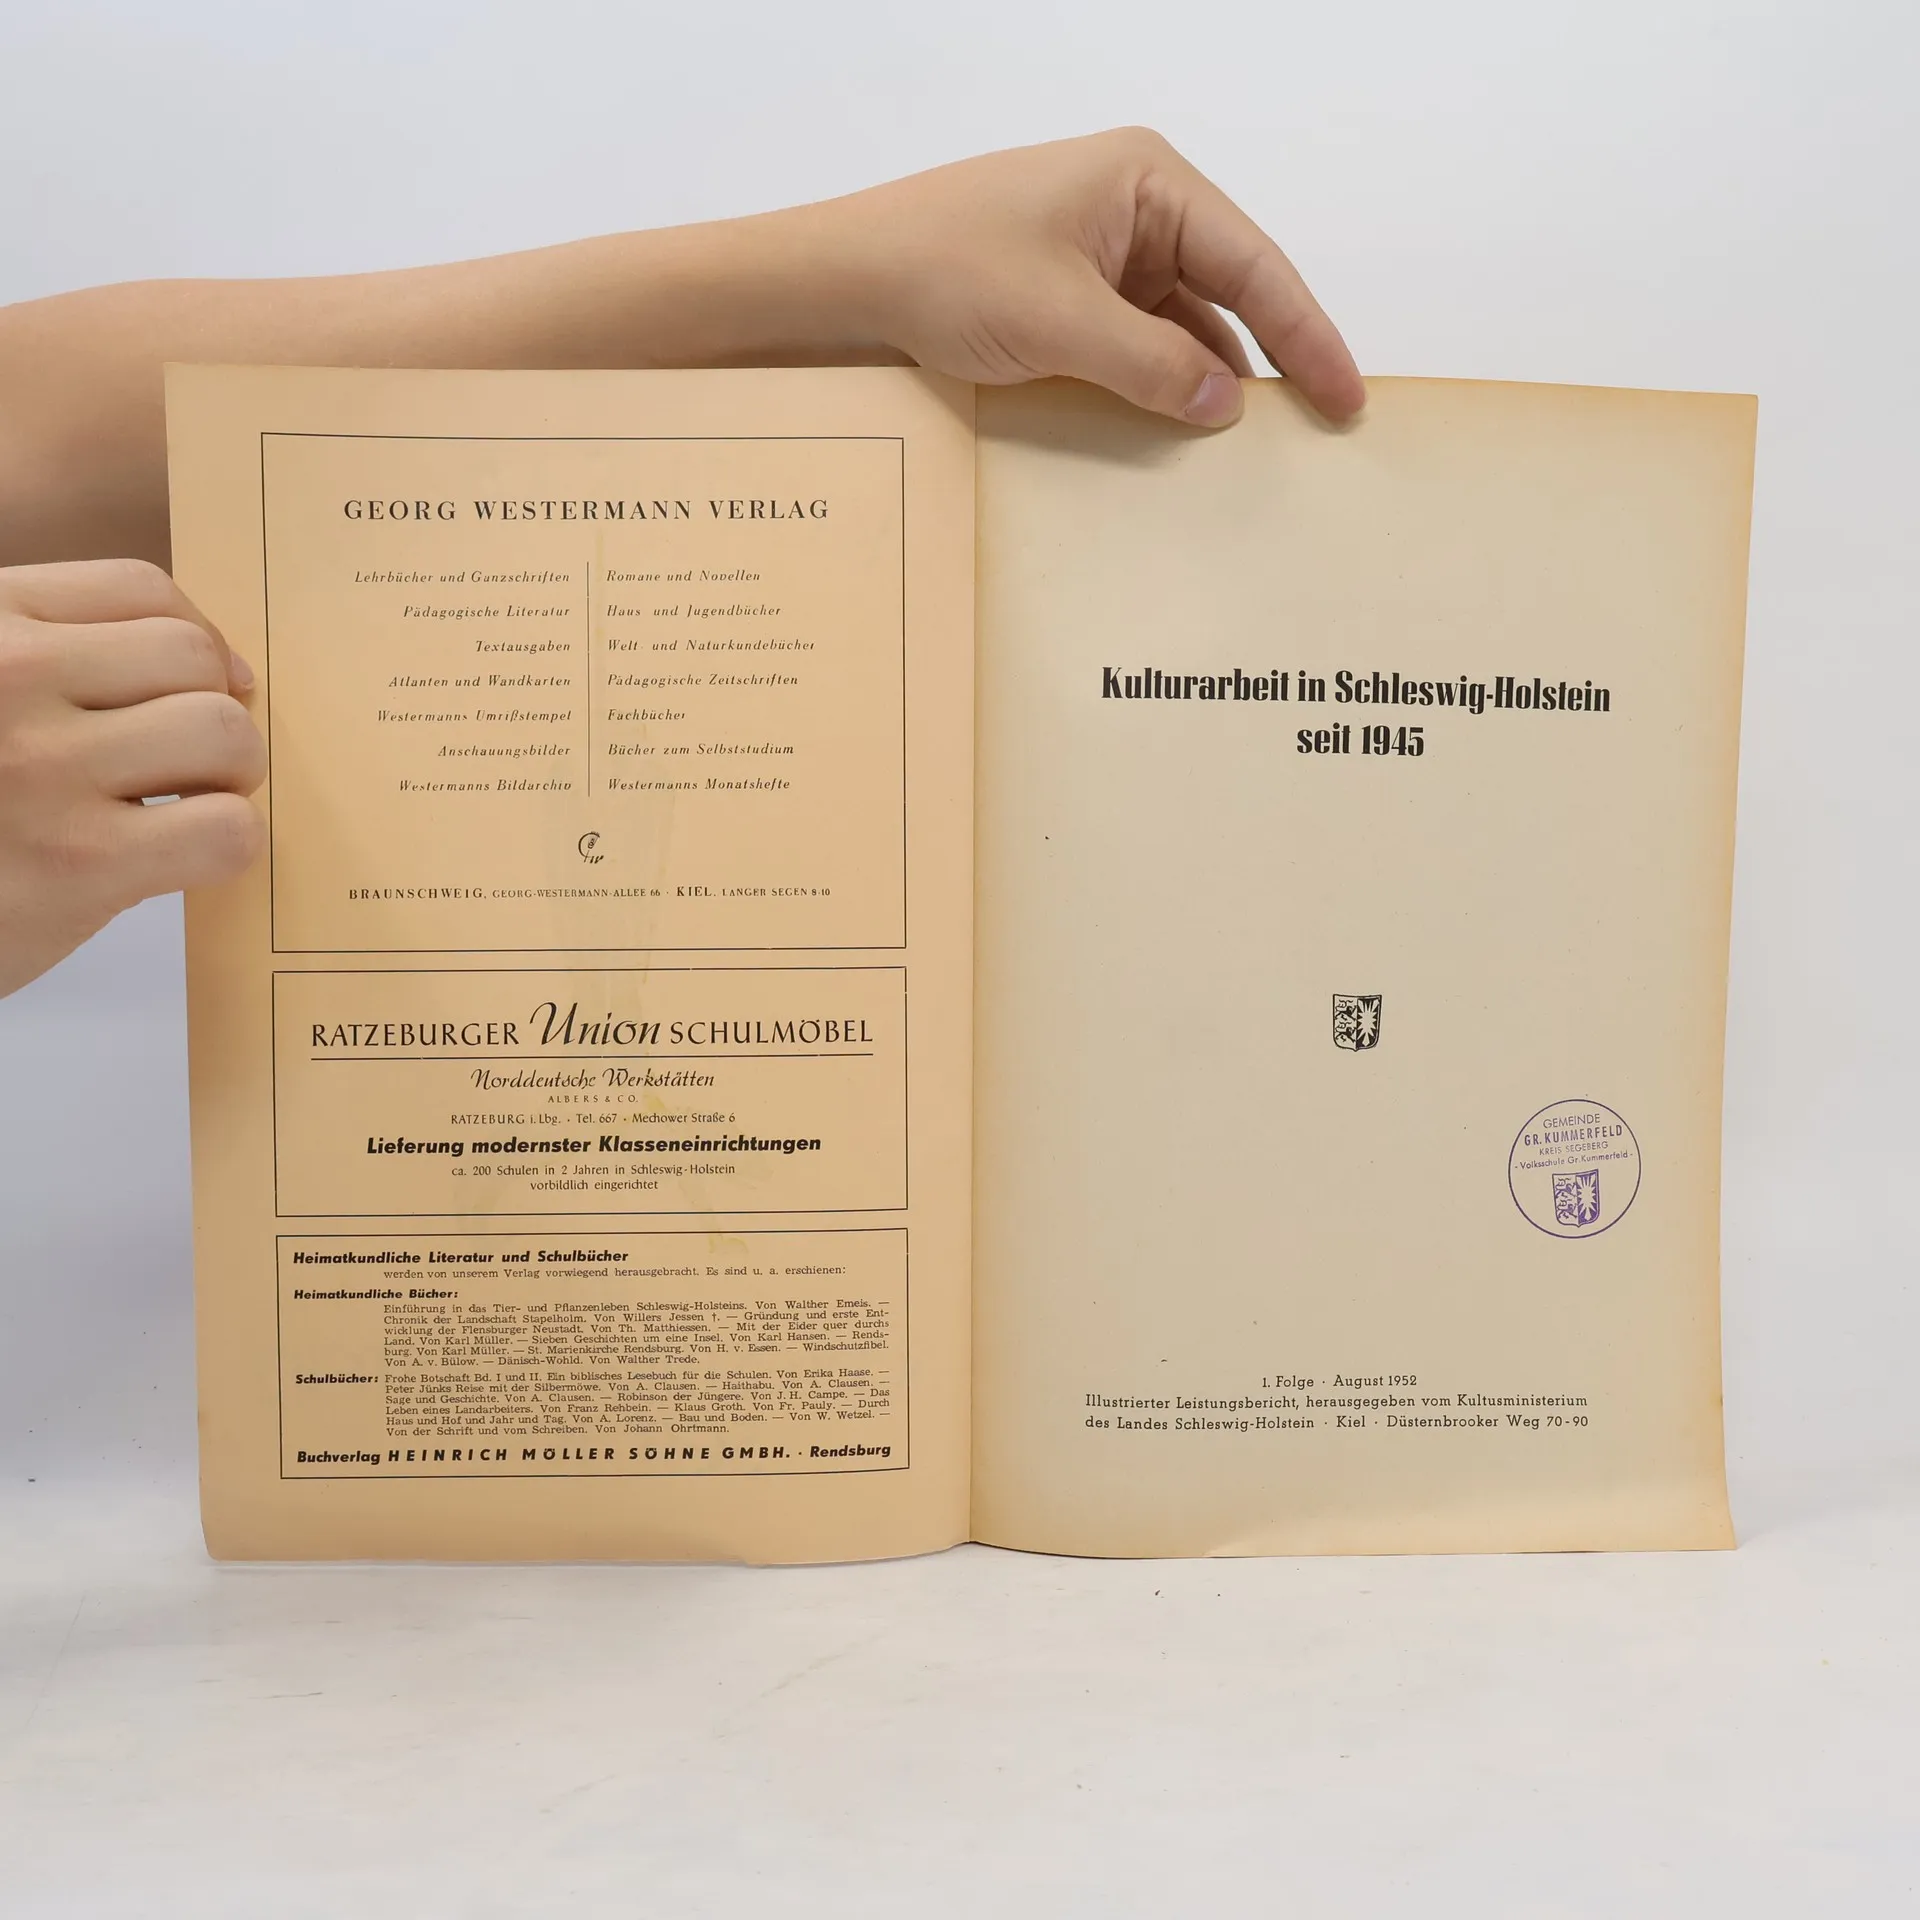 GEORG WESTERMANN VERLAG
Lehrbücher und Ganzschriften
Pädagogische Literatur
Textausgaben
Atlanten und Wandkarten
Westermanns Umrißstempel
Anschauungsbilder
Westermanns Bildarchiv
Romane und Novellen
Haus- und Jugendbücher
Welt- und Naturkundebücher
Pädagogische Zeitschriften
Fachbücher
Bücher zum Selbststudium
Westermanns Monatshefte
BRAUNSCHWEIG, GEORG-WESTERMANN-ALLEE 66 · KIEL, LANGER SEGEN 8-10
RATZEBURGER Union SCHULMÖBEL
Norddeutsche Werkstätten
ALBERS & CO.
RATZEBURG i. Lbg. · Tel. 667 · Mechower Straße 6
Lieferung modernster Klasseneinrichtungen
ca. 200 Schulen in 2 Jahren in Schleswig-Holstein
vorbildlich eingerichtet
Heimatkundliche Literatur und Schulbücher
werden von unserem Verlag vorwiegend herausgebracht. Es sind u. a. erschienen:
Heimatkundliche Bücher:
Einführung in das Tier- und Pflanzenleben Schleswig-Holsteins. Von Walther Emeis. —
Chronik der Landschaft Stapelholm. Von Willers Jessen †. — Gründung und erste Ent-
wicklung der Flensburger Neustadt. Von Th. Matthiessen. — Mit der Eider quer durchs
Land. Von Karl Müller. — Sieben Geschichten um eine Insel. Von Karl Hansen. — Rends-
burg. Von Karl Müller. — St. Marienkirche Rendsburg. Von H. v. Essen. — Windschutzfibel.
Von A. v. Bülow. — Dänisch-Wohld. Von Walther Trede.
Schulbücher: Frohe Botschaft Bd. I und II. Ein biblisches Lesebuch für die Schulen. Von Erika Haase. —
Peter Jünks Reise mit der Silbermöwe. Von A. Clausen. — Haithabu. Von A. Clausen. —
Sage und Geschichte. Von A. Clausen. — Robinson der Jüngere. Von J. H. Campe. — Das
Leben eines Landarbeiters. Von Franz Rehbein. — Klaus Groth. Von Fr. Pauly. — Durch
Haus und Hof und Jahr und Tag. Von A. Lorenz. — Bau und Boden. — Von W. Wetzel. —
Von der Schrift und vom Schreiben. Von Johann Ohrtmann.
Buchverlag HEINRICH MÖLLER SÖHNE GMBH. · Rendsburg
Kulturarbeit in Schleswig-Holstein
seit 1945
GEMEINDE
GR. KUMMERFELD
KREIS SEGEBERG
- Volksschule Gr. Kummerfeld -
1. Folge · August 1952
Illustrierter Leistungsbericht, herausgegeben vom Kultusministerium
des Landes Schleswig-Holstein · Kiel · Düsternbrooker Weg 70-90